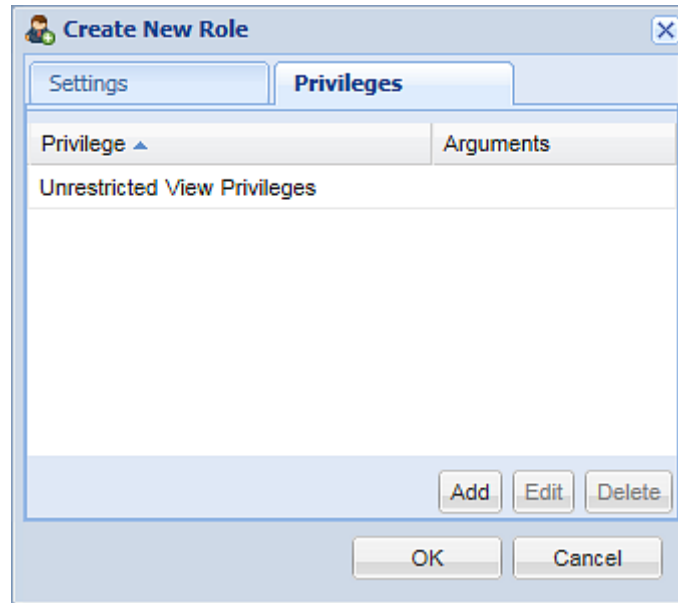 Create New Role
Settings Privileges
Privilege Arguments
Unrestricted View Privileges
Add Edit Delete
OK Cancel